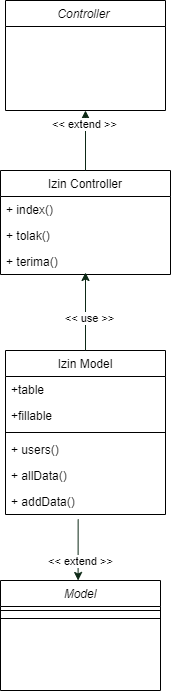 Controller
<< extend >>
Izin Controller
+ index()
+ tolak()
+ terima()
<< use >>
Izin Model
+table
+fillable
+ users()
+ allData()
+ addData()
<< extend >>
Model